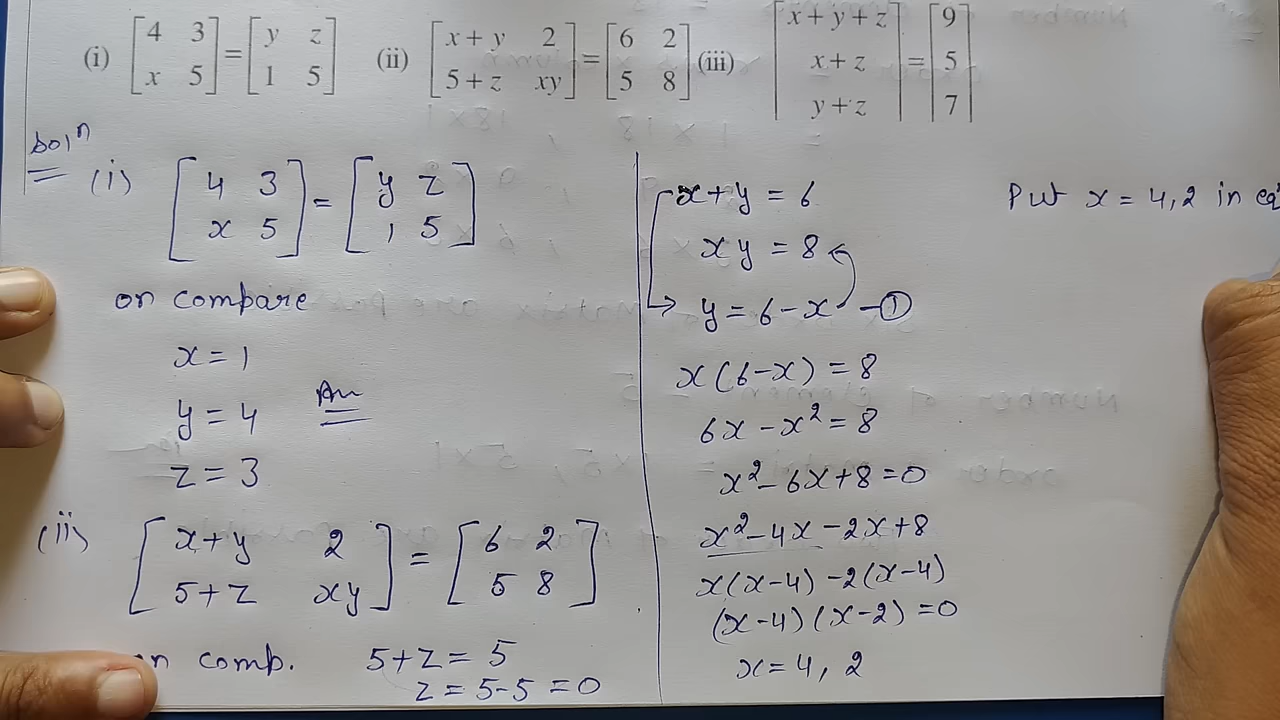 (i) [4 3 x 5] = [y z 1 5] (ii) [x + y 2 5 + z xy] = [6 2 5 8] (iii) [x + y + z x + z y + z] = [9 5 7]
Solⁿ
(i) [4 3
x 5] = [y z
1 5]
on compare
x = 1
y = 4 Ans
z = 3
(ii) [x+y 2
5+z xy] = [6 2
5 8]
on comb. 5+z = 5
z = 5-5 = 0
x+y = 6
xy = 8
y = 6-x -①
x(6-x) = 8
6x - x² = 8
x² - 6x + 8 = 0
x² - 4x - 2x + 8
x(x-4) - 2(x-4)
(x-4)(x-2) = 0
x = 4, 2
Put x = 4,2 in eqⁿ